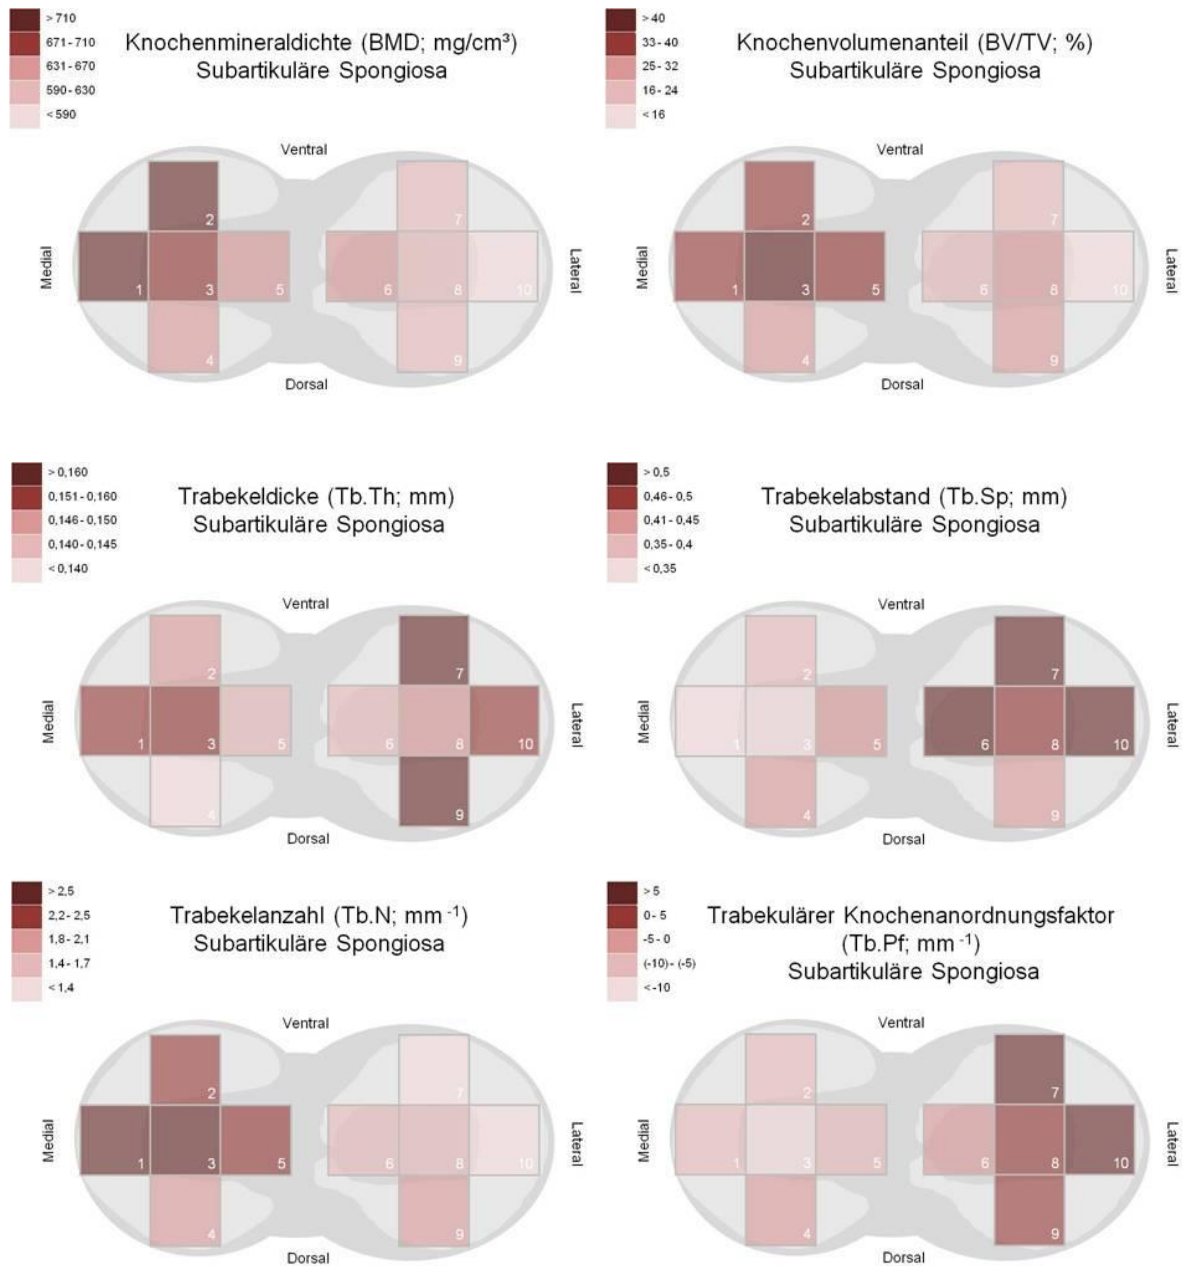 > 710
671 - 710
631 - 670
590 - 630
< 590
Knochenmineraldichte (BMD; mg/cm³)
Subartikuläre Spongiosa
Ventral
Medial
Lateral
2
7
1
3
5
6
8
10
4
9
Dorsal
> 40
33 - 40
25 - 32
16 - 24
< 16
Knochenvolumenanteil (BV/TV; %)
Subartikuläre Spongiosa
Ventral
Medial
Lateral
2
7
1
3
5
6
8
10
4
9
Dorsal
> 0,160
0,151 - 0,160
0,146 - 0,150
0,140 - 0,145
< 0,140
Trabekeldicke (Tb.Th; mm)
Subartikuläre Spongiosa
Ventral
Medial
Lateral
2
7
1
3
5
6
8
10
4
9
Dorsal
> 0,5
0,46 - 0,5
0,41 - 0,45
0,35 - 0,4
< 0,35
Trabekelabstand (Tb.Sp; mm)
Subartikuläre Spongiosa
Ventral
Medial
Lateral
2
7
1
3
5
6
8
10
4
9
Dorsal
> 2,5
2,2 - 2,5
1,8 - 2,1
1,4 - 1,7
< 1,4
Trabekelanzahl (Tb.N; mm -1)
Subartikuläre Spongiosa
Ventral
Medial
Lateral
2
7
1
3
5
6
8
10
4
9
Dorsal
> 5
0 - 5
-5 - 0
(-10) - (-5)
< -10
Trabekulärer Knochenanordnungsfaktor
(Tb.Pf; mm -1)
Subartikuläre Spongiosa
Ventral
Medial
Lateral
2
7
1
3
5
6
8
10
4
9
Dorsal